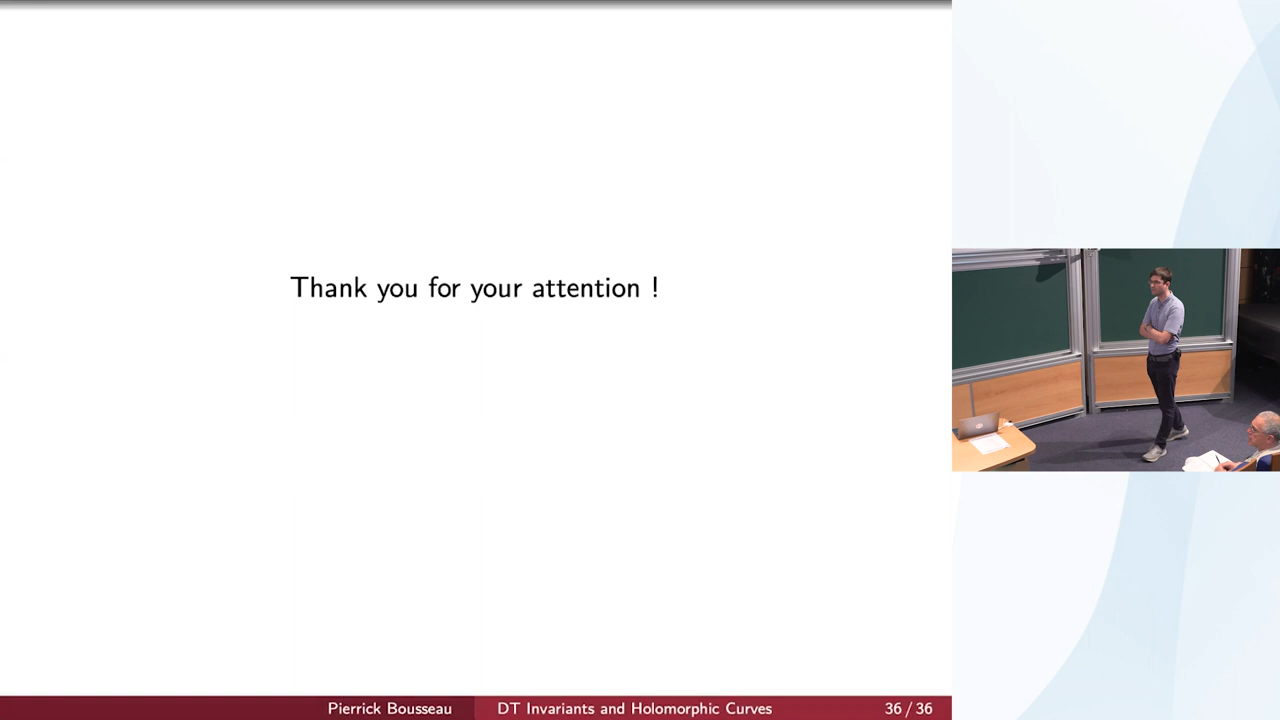 Thank you for your attention !
Pierrick Bousseau
DT Invariants and Holomorphic Curves
36 / 36